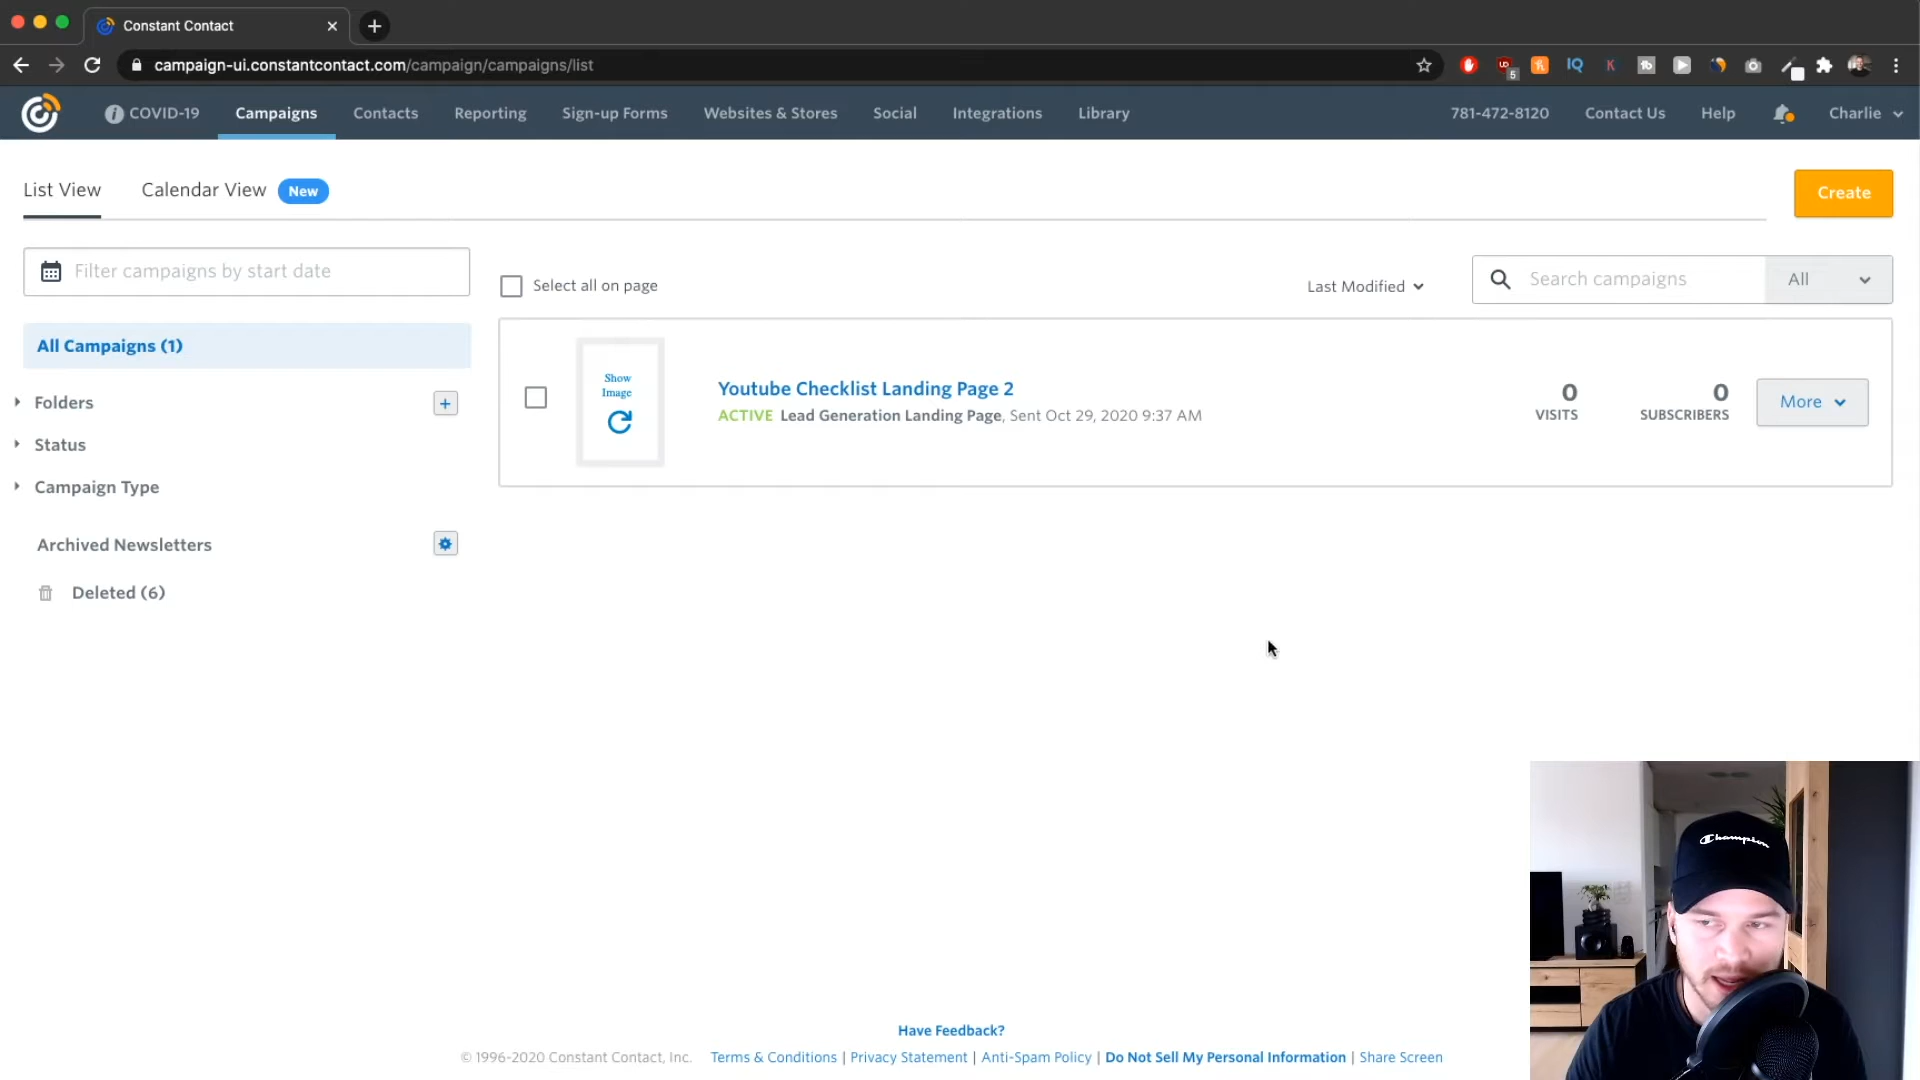 Constant Contact
campaign-ui.constantcontact.com/campaign/campaigns/list
5
COVID-19 Campaigns Contacts Reporting Sign-up Forms Websites & Stores Social Integrations Library 781-472-8120 Contact Us Help Charlie
List View Calendar View New Create
Filter campaigns by start date
Select all on page Last Modified Search campaigns All
All Campaigns (1)
Folders
Status
Campaign Type
Archived Newsletters
Deleted (6)
Show
Image
Youtube Checklist Landing Page 2
ACTIVE Lead Generation Landing Page, Sent Oct 29, 2020 9:37 AM
0
VISITS
0
SUBSCRIBERS
More
Champion
Have Feedback?
© 1996-2020 Constant Contact, Inc. Terms & Conditions | Privacy Statement | Anti-Spam Policy | Do Not Sell My Personal Information | Share Screen